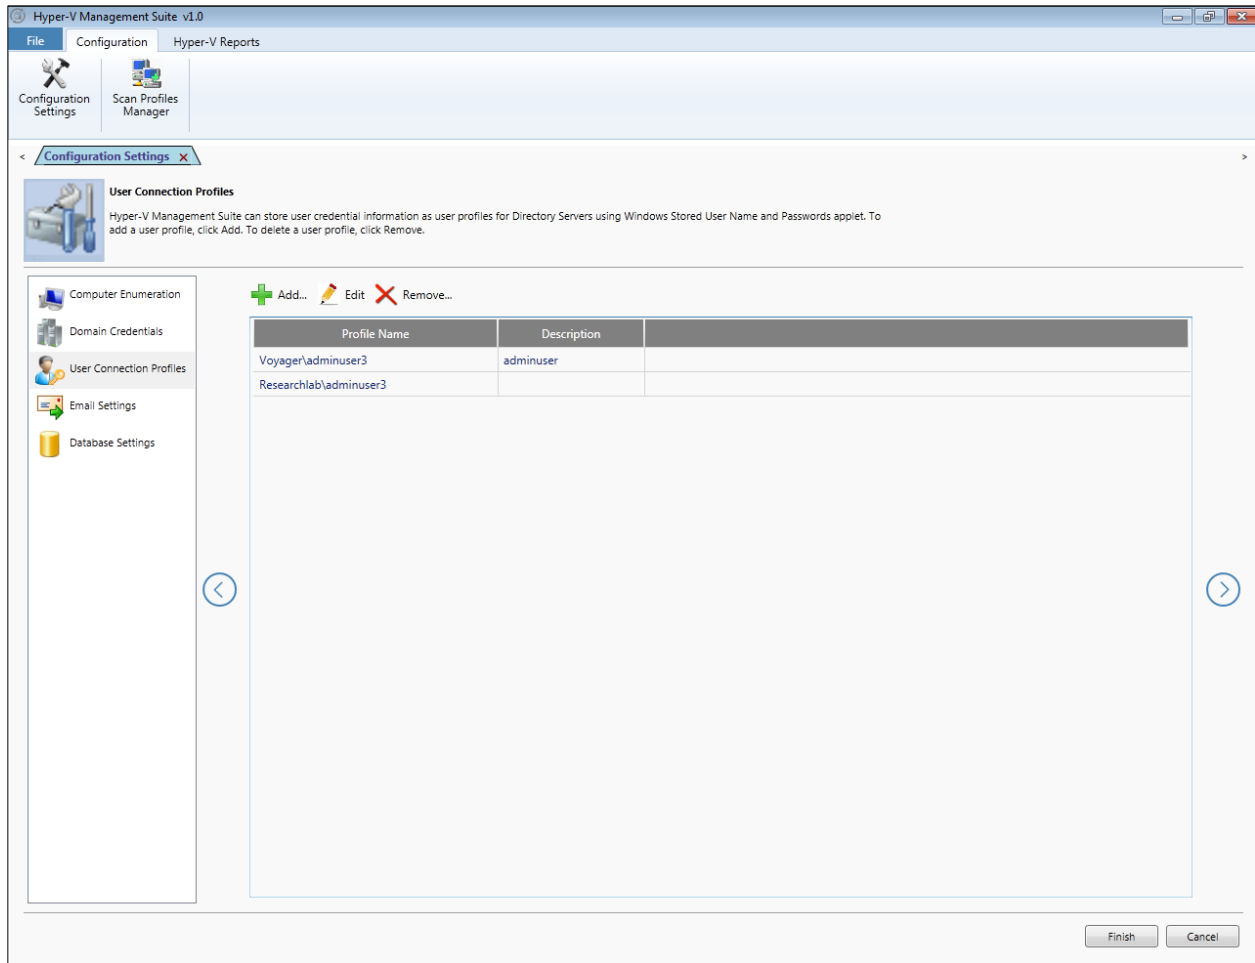 Hyper-V Management Suite v1.0
File Configuration Hyper-V Reports
Configuration Settings
Scan Profiles Manager
< Configuration Settings x >
User Connection Profiles
Hyper-V Management Suite can store user credential information as user profiles for Directory Servers using Windows Stored User Name and Passwords applet. To
add a user profile, click Add. To delete a user profile, click Remove.
Computer Enumeration
Domain Credentials
User Connection Profiles
Email Settings
Database Settings
Add... Edit Remove...
Profile Name Description
Voyager\adminuser3 adminuser
Researchlab\adminuser3
Finish Cancel